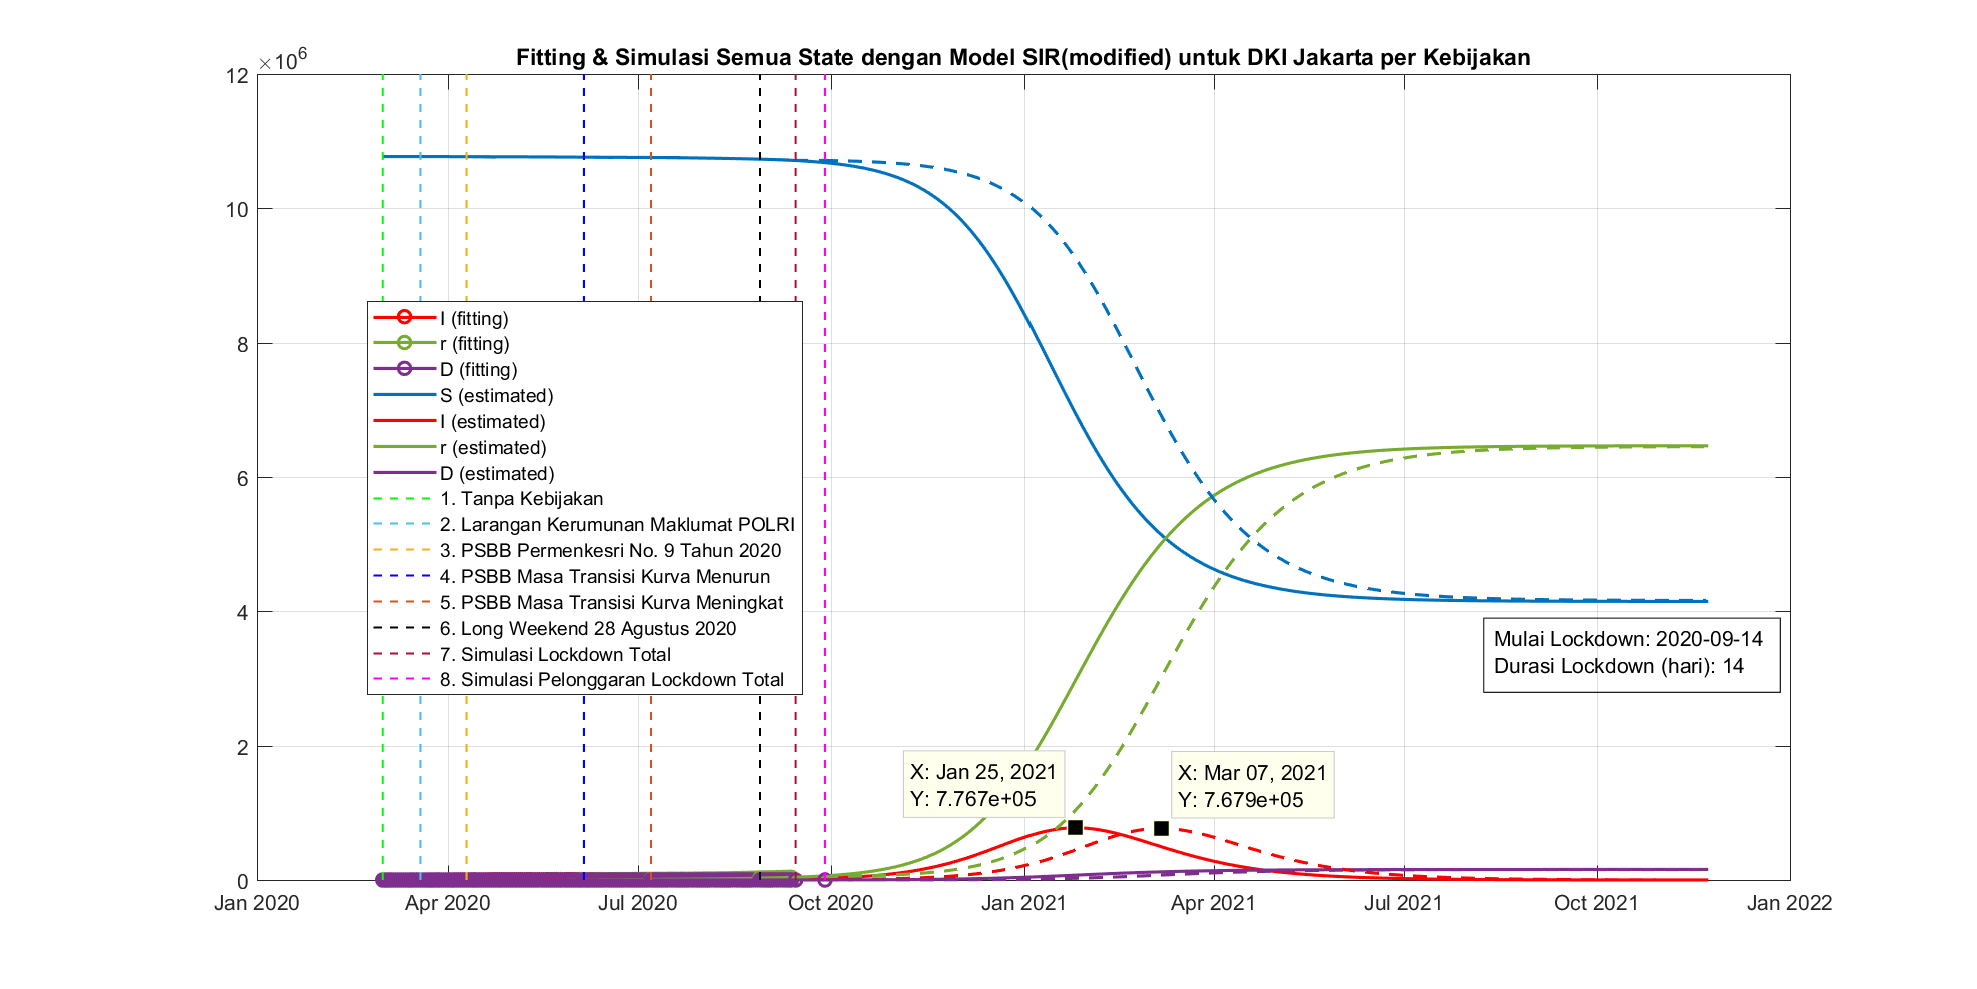 Fitting & Simulasi Semua State dengan Model SIR(modified) untuk DKI Jakarta per Kebijakan
×10^6
12
10
8
6
4
2
0
I (fitting)
r (fitting)
D (fitting)
S (estimated)
I (estimated)
r (estimated)
D (estimated)
1. Tanpa Kebijakan
2. Larangan Kerumunan Maklumat POLRI
3. PSBB Permenkesri No. 9 Tahun 2020
4. PSBB Masa Transisi Kurva Menurun
5. PSBB Masa Transisi Kurva Meningkat
6. Long Weekend 28 Agustus 2020
7. Simulasi Lockdown Total
8. Simulasi Pelonggaran Lockdown Total
Mulai Lockdown: 2020-09-14
Durasi Lockdown (hari): 14
X: Jan 25, 2021
Y: 7.767e+05
X: Mar 07, 2021
Y: 7.679e+05
Jan 2020 Apr 2020 Jul 2020 Oct 2020 Jan 2021 Apr 2021 Jul 2021 Oct 2021 Jan 2022